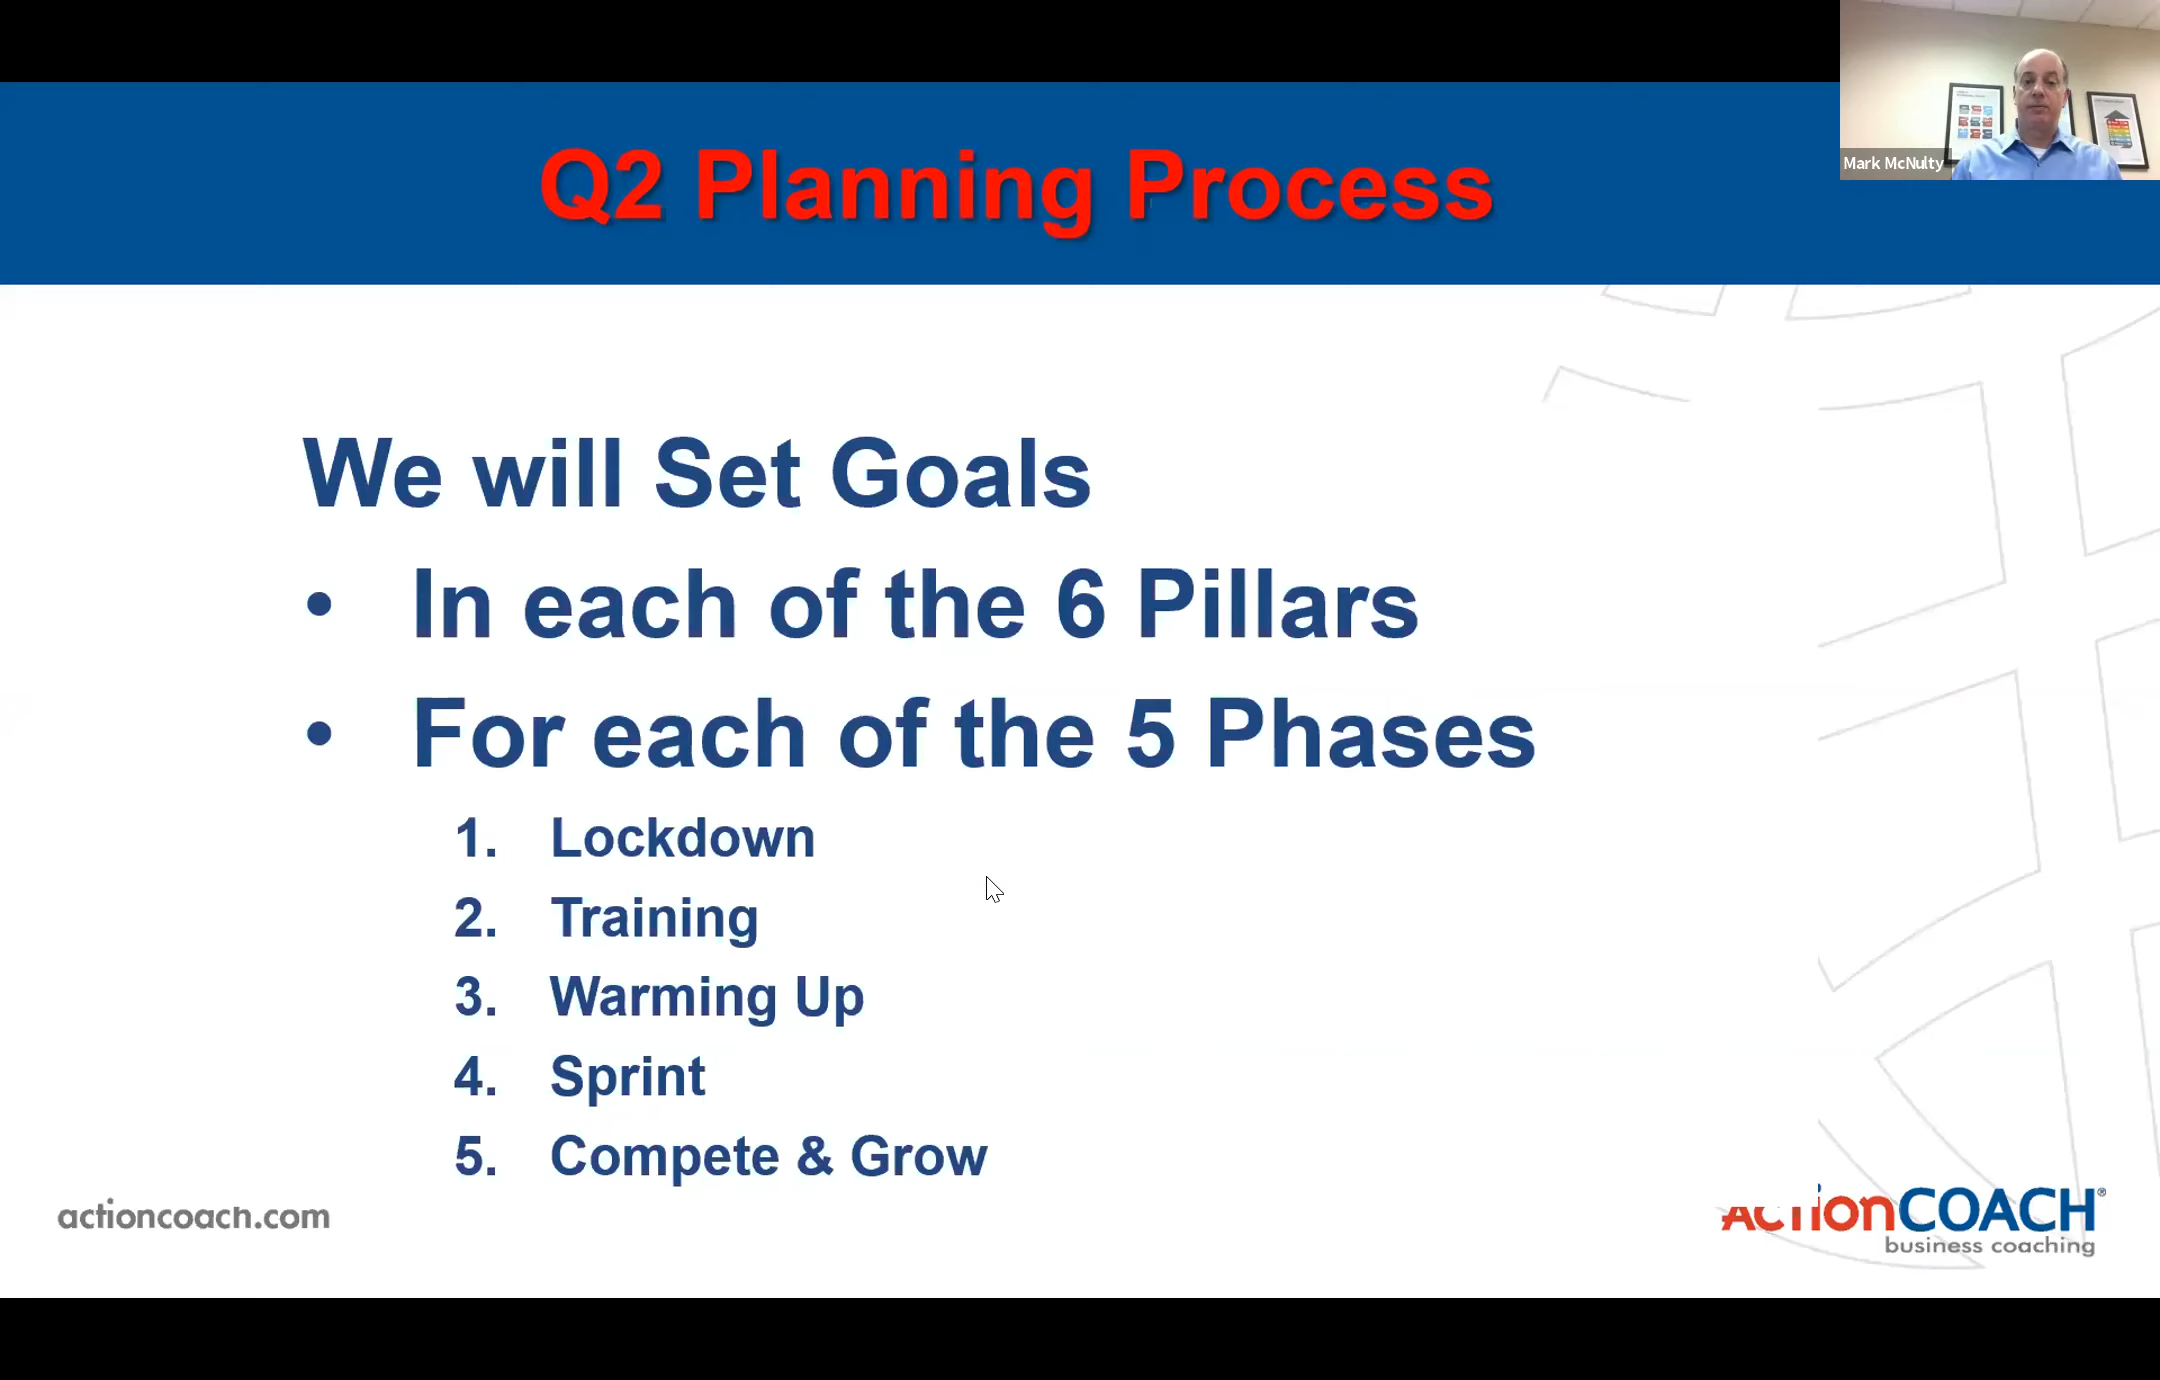 Q2 Planning Process
Mark McNulty
We will Set Goals
• In each of the 6 Pillars
• For each of the 5 Phases
1. Lockdown
2. Training
3. Warming Up
4. Sprint
5. Compete & Grow
actioncoach.com
ActionCOACH®
business coaching